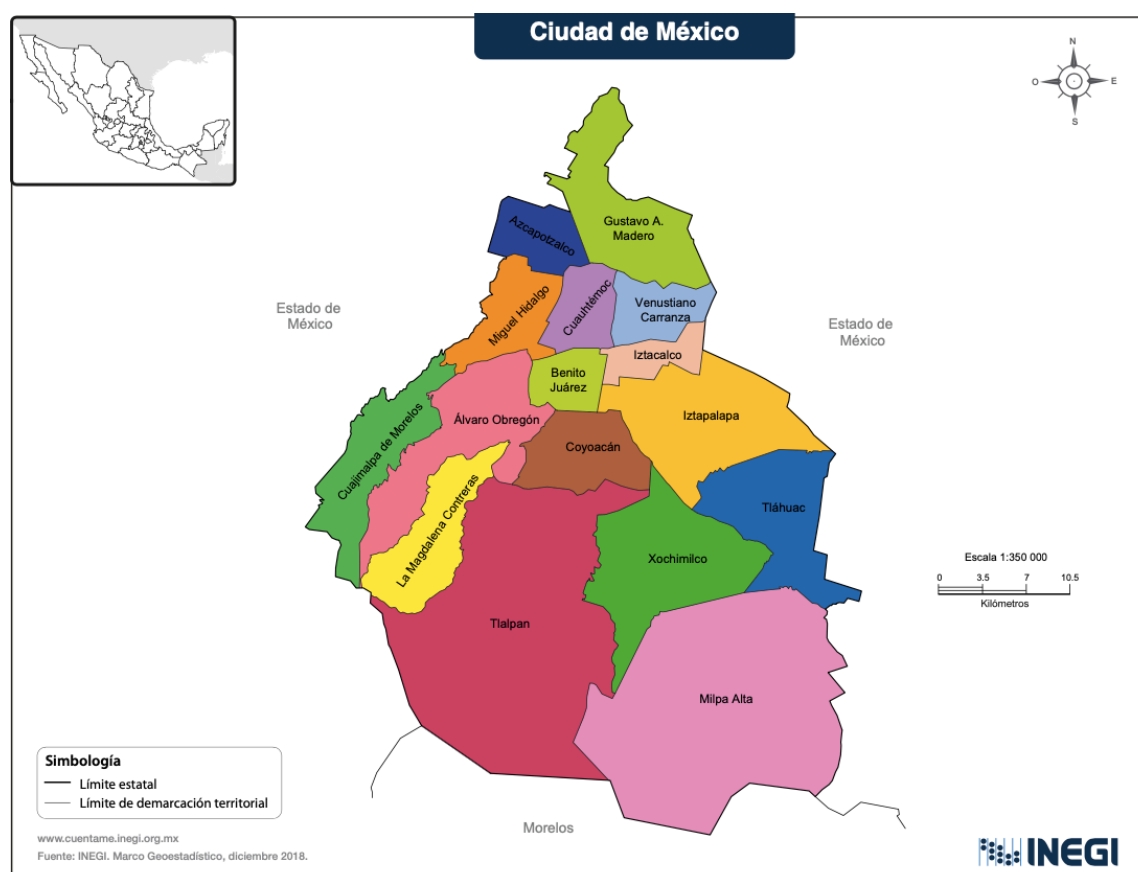 Ciudad de México
N
O
E
S
Gustavo A.
Madero
Azcapotzalco
Miguel Hidalgo
Cuauhtémoc
Venustiano
Carranza
Estado de
México
Estado de
México
Iztacalco
Benito
Juárez
Cuajimalpa de Morelos
Álvaro Obregón
Iztapalapa
Coyoacán
La Magdalena Contreras
Tláhuac
Xochimilco
Tlalpan
Milpa Alta
Escala 1:350 000
0 3.5 7 10.5
Kilómetros
Simbología
Límite estatal
Límite de demarcación territorial
Morelos
www.cuentame.inegi.org.mx
Fuente: INEGI. Marco Geoestadístico, diciembre 2018.
INEGI